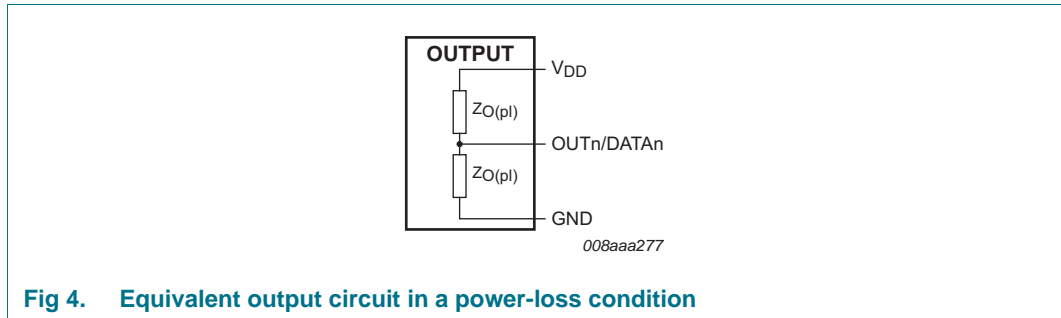 OUTPUT
VDD
ZO(pl)
OUTn/DATAn
ZO(pl)
GND
008aaa277
Fig 4. Equivalent output circuit in a power-loss condition